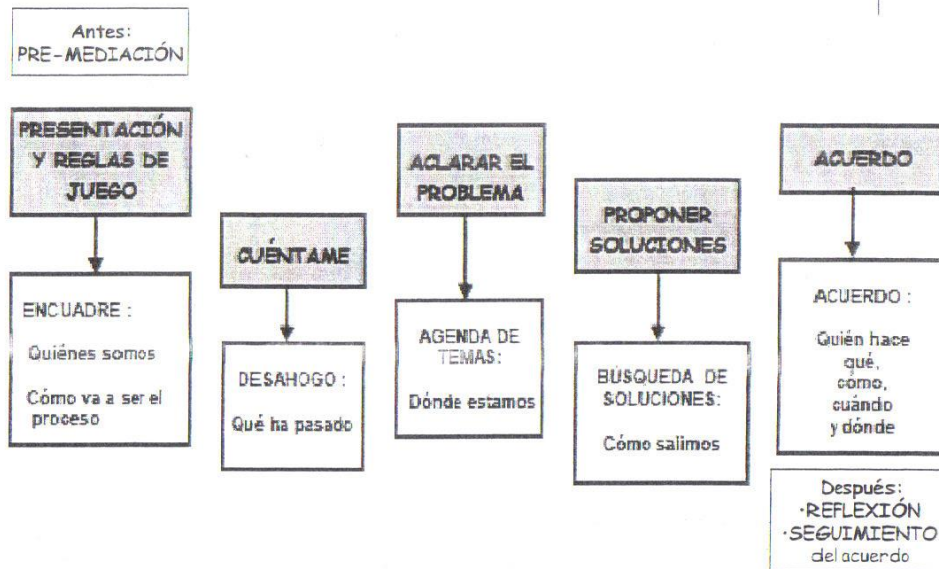 Antes:
PRE-MEDIACIÓN
PRESENTACIÓN
Y REGLAS DE
JUEGO
ENCUADRE :
Quiénes somos
Cómo va a ser el
proceso
CUÉNTAME
DESAHOGO :
Qué ha pasado
ACLARAR EL
PROBLEMA
AGENDA DE
TEMAS:
Dónde estamos
PROPONER
SOLUCIONES
BÚSQUEDA DE
SOLUCIONES:
Cómo salimos
ACUERDO
ACUERDO :
Quién hace
qué,
cómo,
cuándo
y dónde
Después:
·REFLEXIÓN
·SEGUIMIENTO
del acuerdo